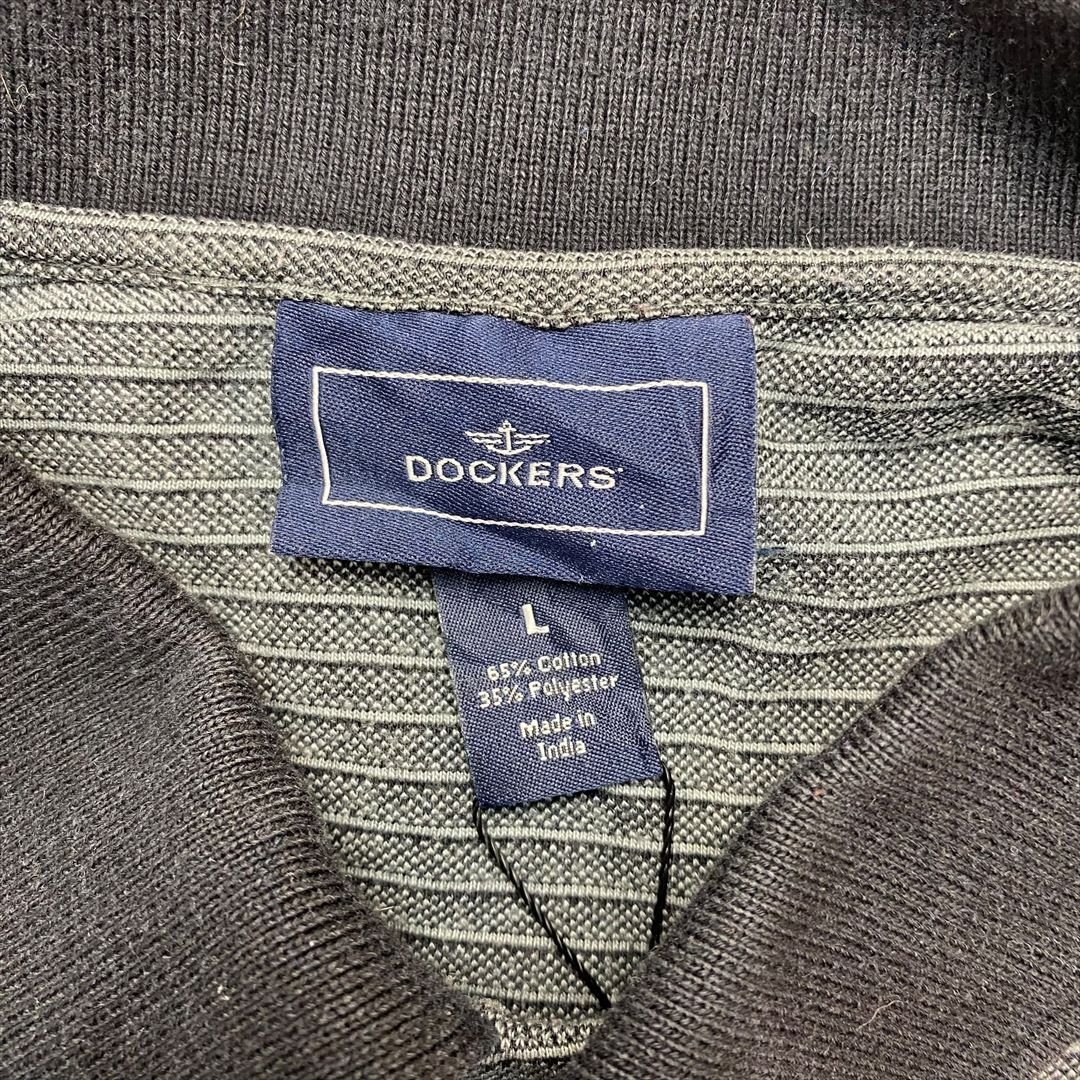 DOCKERS
L
65% Cotton
35% Polyester
Made in
India